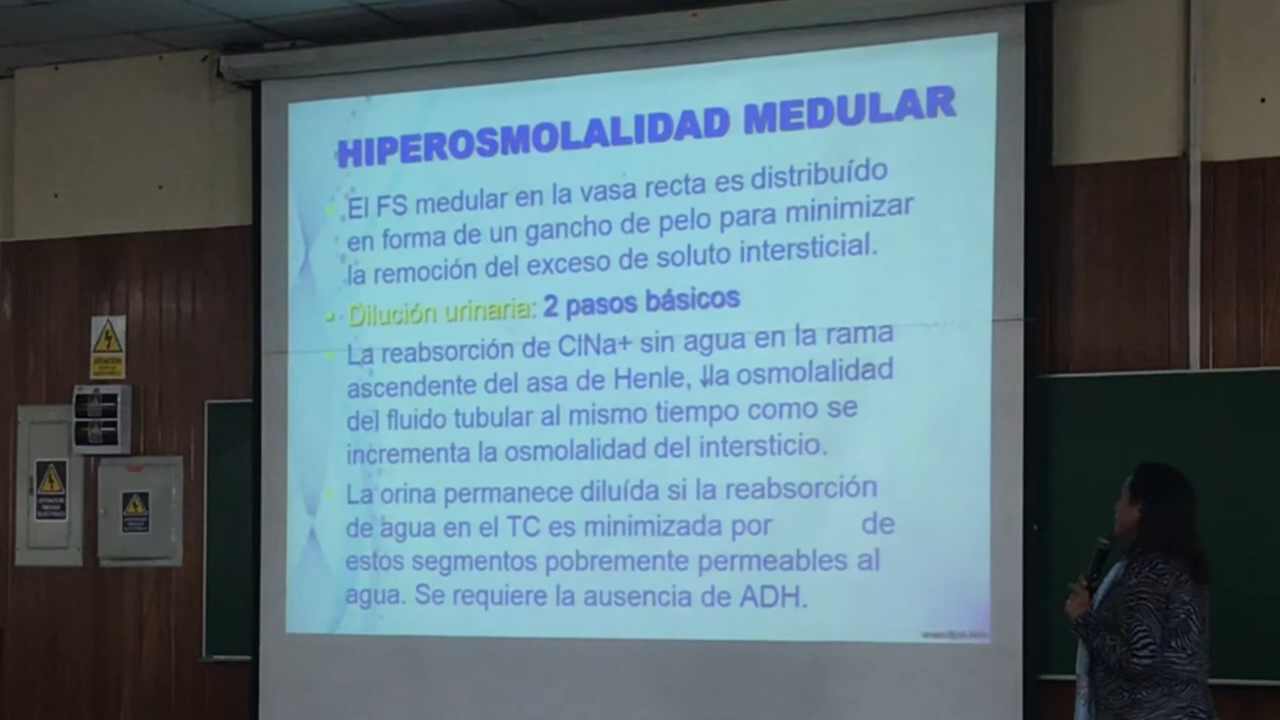 HIPEROSMOLALIDAD MEDULAR
El FS medular en la vasa recta es distribuído
en forma de un gancho de pelo para minimizar
la remoción del exceso de soluto intersticial.
Dilución urinaria: 2 pasos básicos
La reabsorción de ClNa+ sin agua en la rama
ascendente del asa de Henle, ↓la osmolalidad
del fluido tubular al mismo tiempo como se
incrementa la osmolalidad del intersticio.
La orina permanece diluída si la reabsorción
de agua en el TC es minimizada por de
estos segmentos pobremente permeables al
agua. Se requiere la ausencia de ADH.